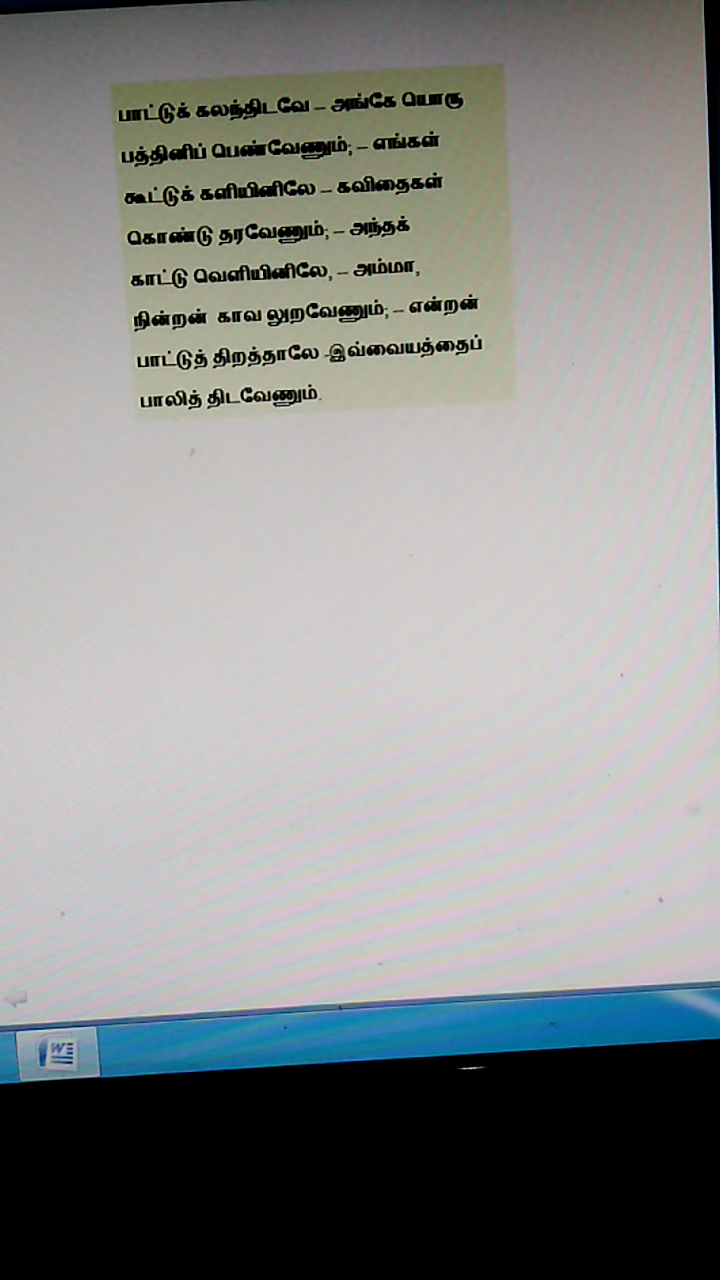 பாட்டுக் கலந்திடவே – அங்கே யொரு
பத்தினிப் பெண்வேணும்; – எங்கள்
கூட்டுக் களியினிலே – கவிதைகள்
கொண்டு தரவேணும்; – அந்தக்
காட்டு வெளியினிலே, – அம்மா,
நின்றன் காவ லுறவேணும்; – என்றன்
பாட்டுத் திறத்தாலே -இவ்வையத்தைப்
பாலித் திடவேணும்.
W